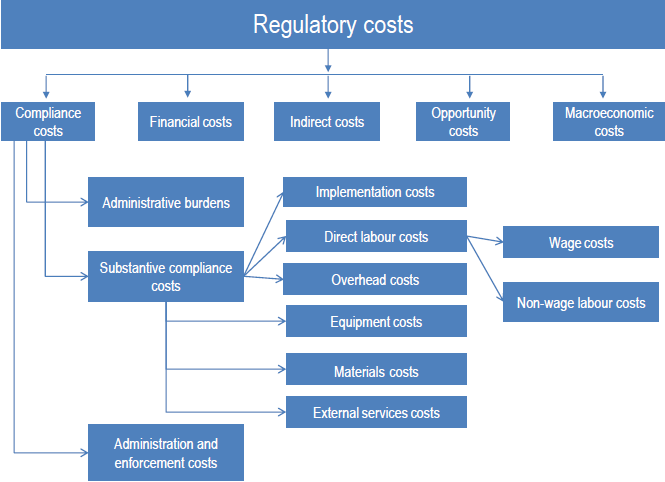 Regulatory costs
Compliance
costs
Financial costs
Indirect costs
Opportunity
costs
Macroeconomic
costs
Administrative burdens
Substantive compliance
costs
Administration and
enforcement costs
Implementation costs
Direct labour costs
Overhead costs
Equipment costs
Materials costs
External services costs
Wage costs
Non-wage labour costs